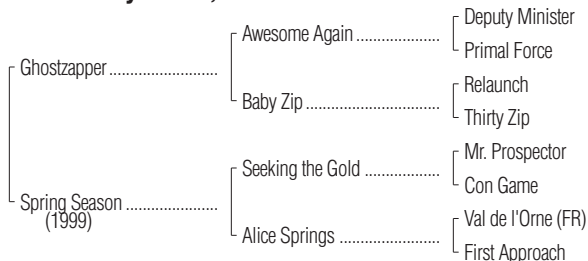 Deputy Minister
Awesome Again ....................
Primal Force
Ghostzapper ..........................
Relaunch
Baby Zip ................................
Thirty Zip
Mr. Prospector
Seeking the Gold ..................
Con Game
Spring Season ......................
(1999)
Val de l'Orne (FR)
Alice Springs ........................
First Approach